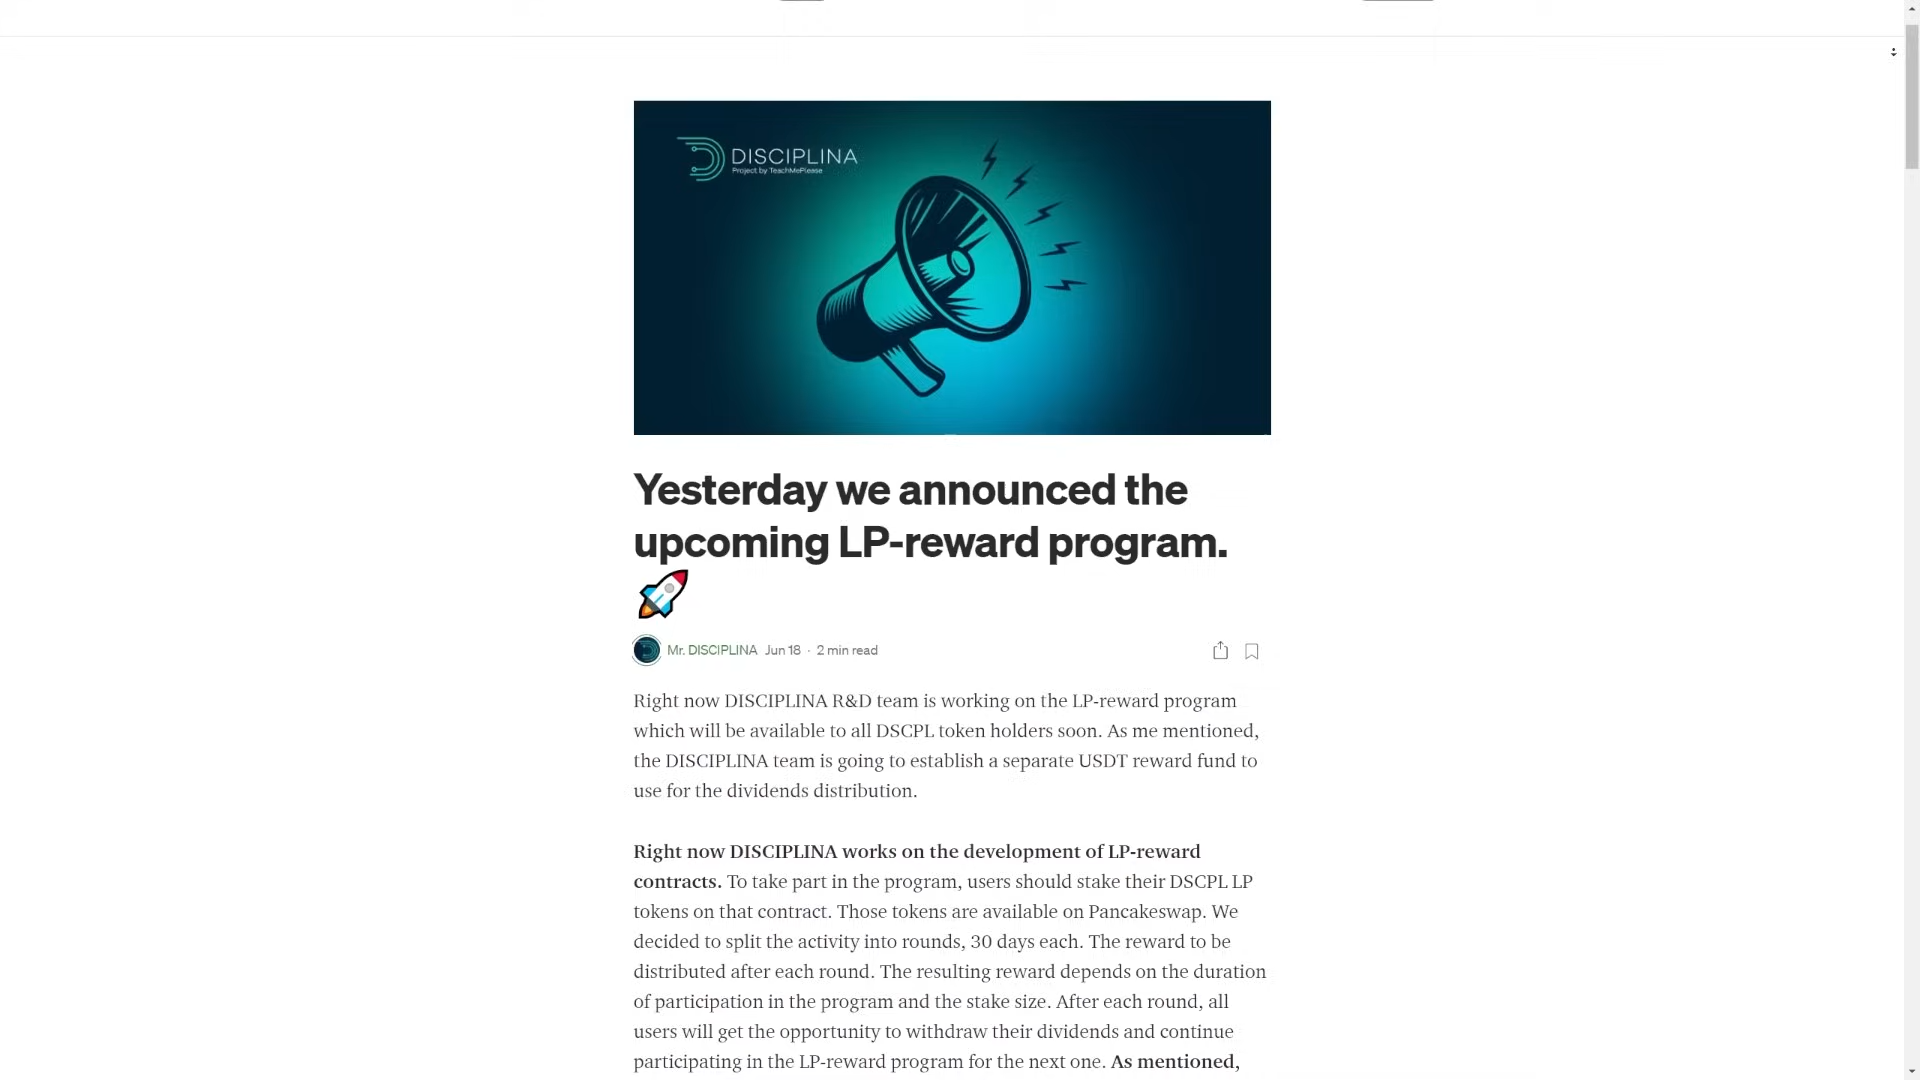 DISCIPLINA
Project by TeachMePlease
Yesterday we announced the
upcoming LP-reward program.
🚀
Mr. DISCIPLINA Jun 18 · 2 min read
Right now DISCIPLINA R&D team is working on the LP-reward program
which will be available to all DSCPL token holders soon. As me mentioned,
the DISCIPLINA team is going to establish a separate USDT reward fund to
use for the dividends distribution.
Right now DISCIPLINA works on the development of LP-reward
contracts. To take part in the program, users should stake their DSCPL LP
tokens on that contract. Those tokens are available on Pancakeswap. We
decided to split the activity into rounds, 30 days each. The reward to be
distributed after each round. The resulting reward depends on the duration
of participation in the program and the stake size. After each round, all
users will get the opportunity to withdraw their dividends and continue
participating in the LP-reward program for the next one. As mentioned,